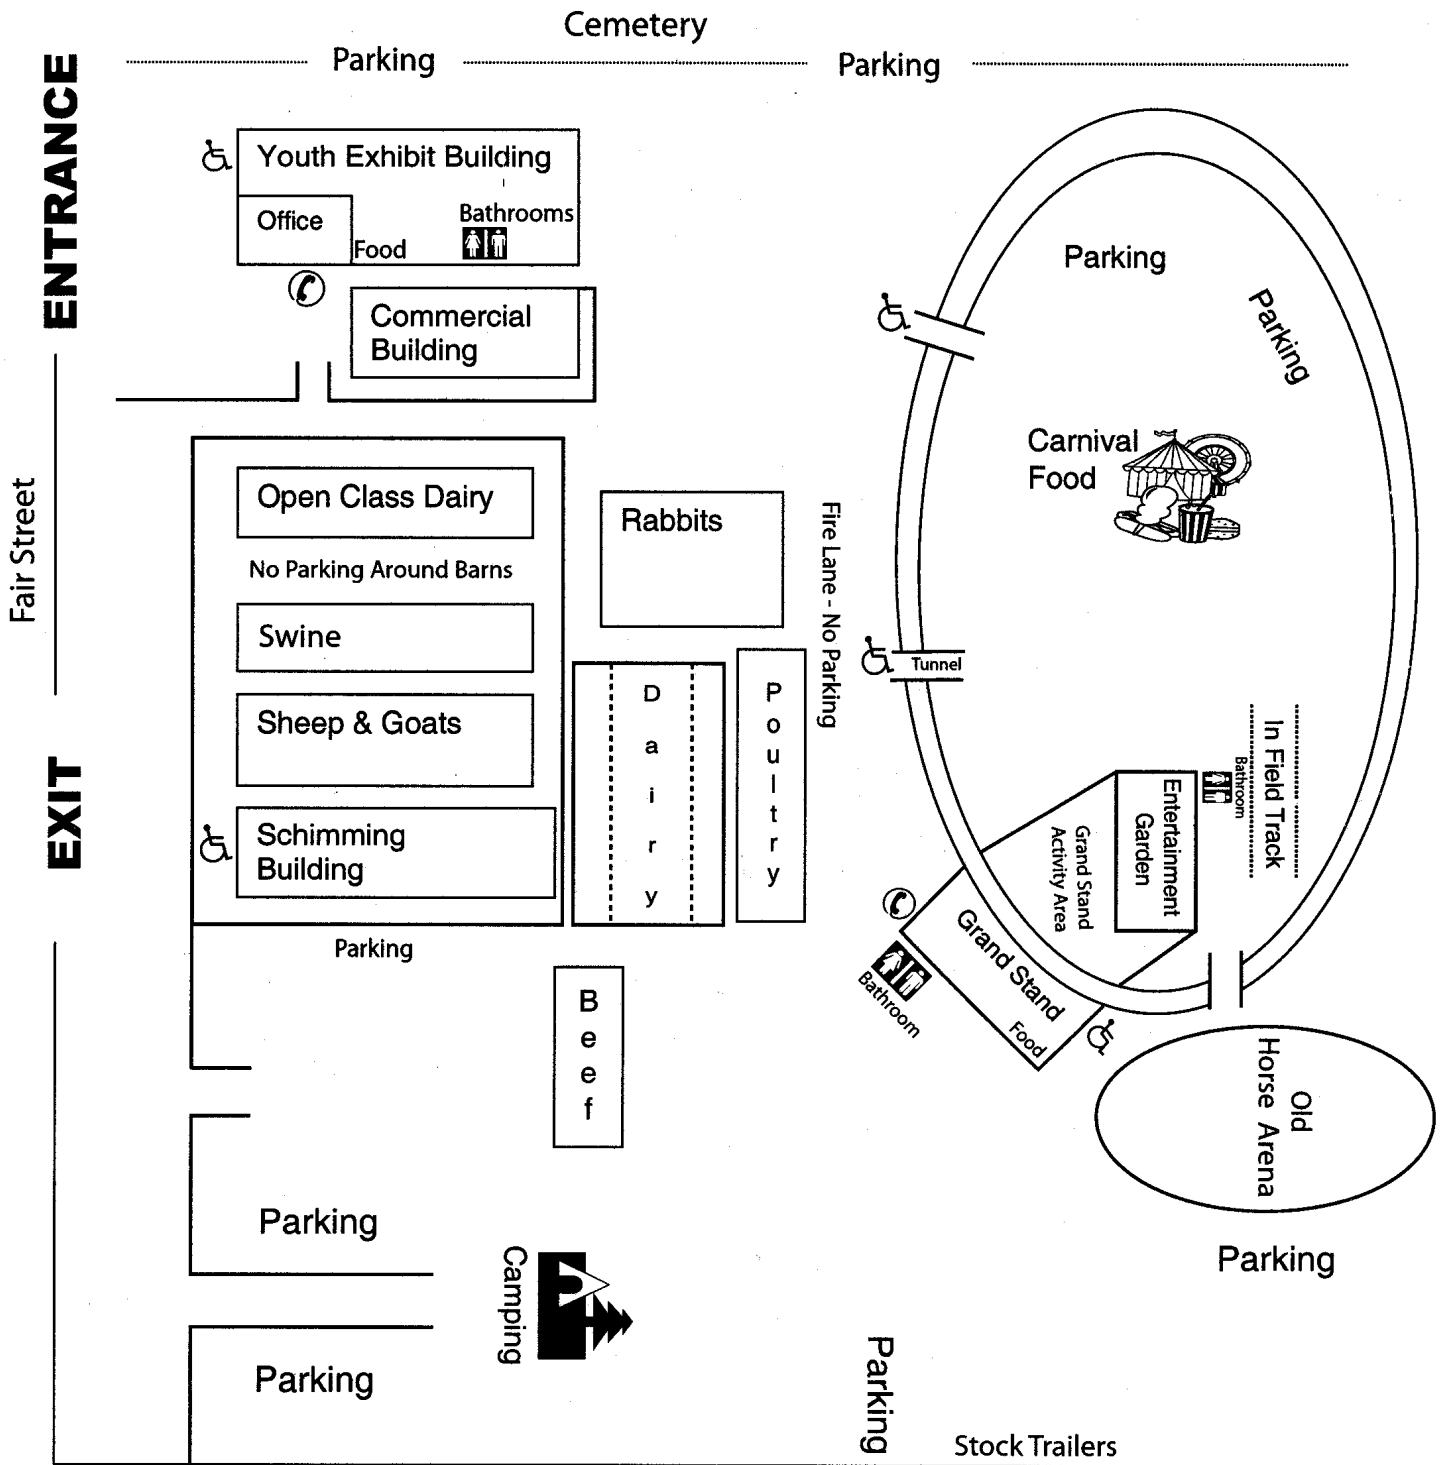 Cemetery
Parking
Parking
ENTRANCE
Youth Exhibit Building
Office
Food
Bathrooms
Commercial
Building
Parking
Parking
Carnival
Food
Fair Street
Open Class Dairy
No Parking Around Barns
Swine
Sheep & Goats
Schimming
Building
Rabbits
Dairy
Poultry
Fire Lane - No Parking
Tunnel
In Field Track
Bathroom
Entertainment
Garden
Grand Stand
Activity Area
Grand Stand
Food
Bathroom
EXIT
Parking
Beef
Old
Horse Arena
Parking
Parking
Camping
Parking
Parking
Stock Trailers